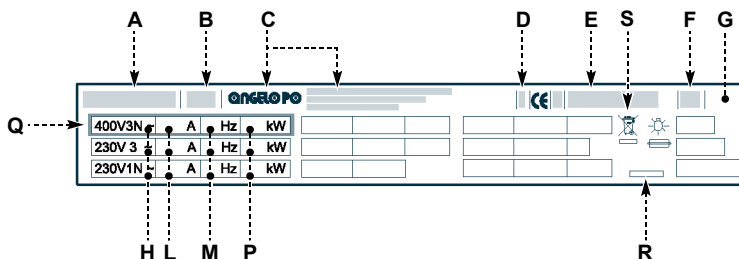 A B C D E S F G
Q
ANGELO PO CE
400V3N ~ A Hz kW
230V 3 ~ A Hz kW
230V1N ~ A Hz kW
H L M P R